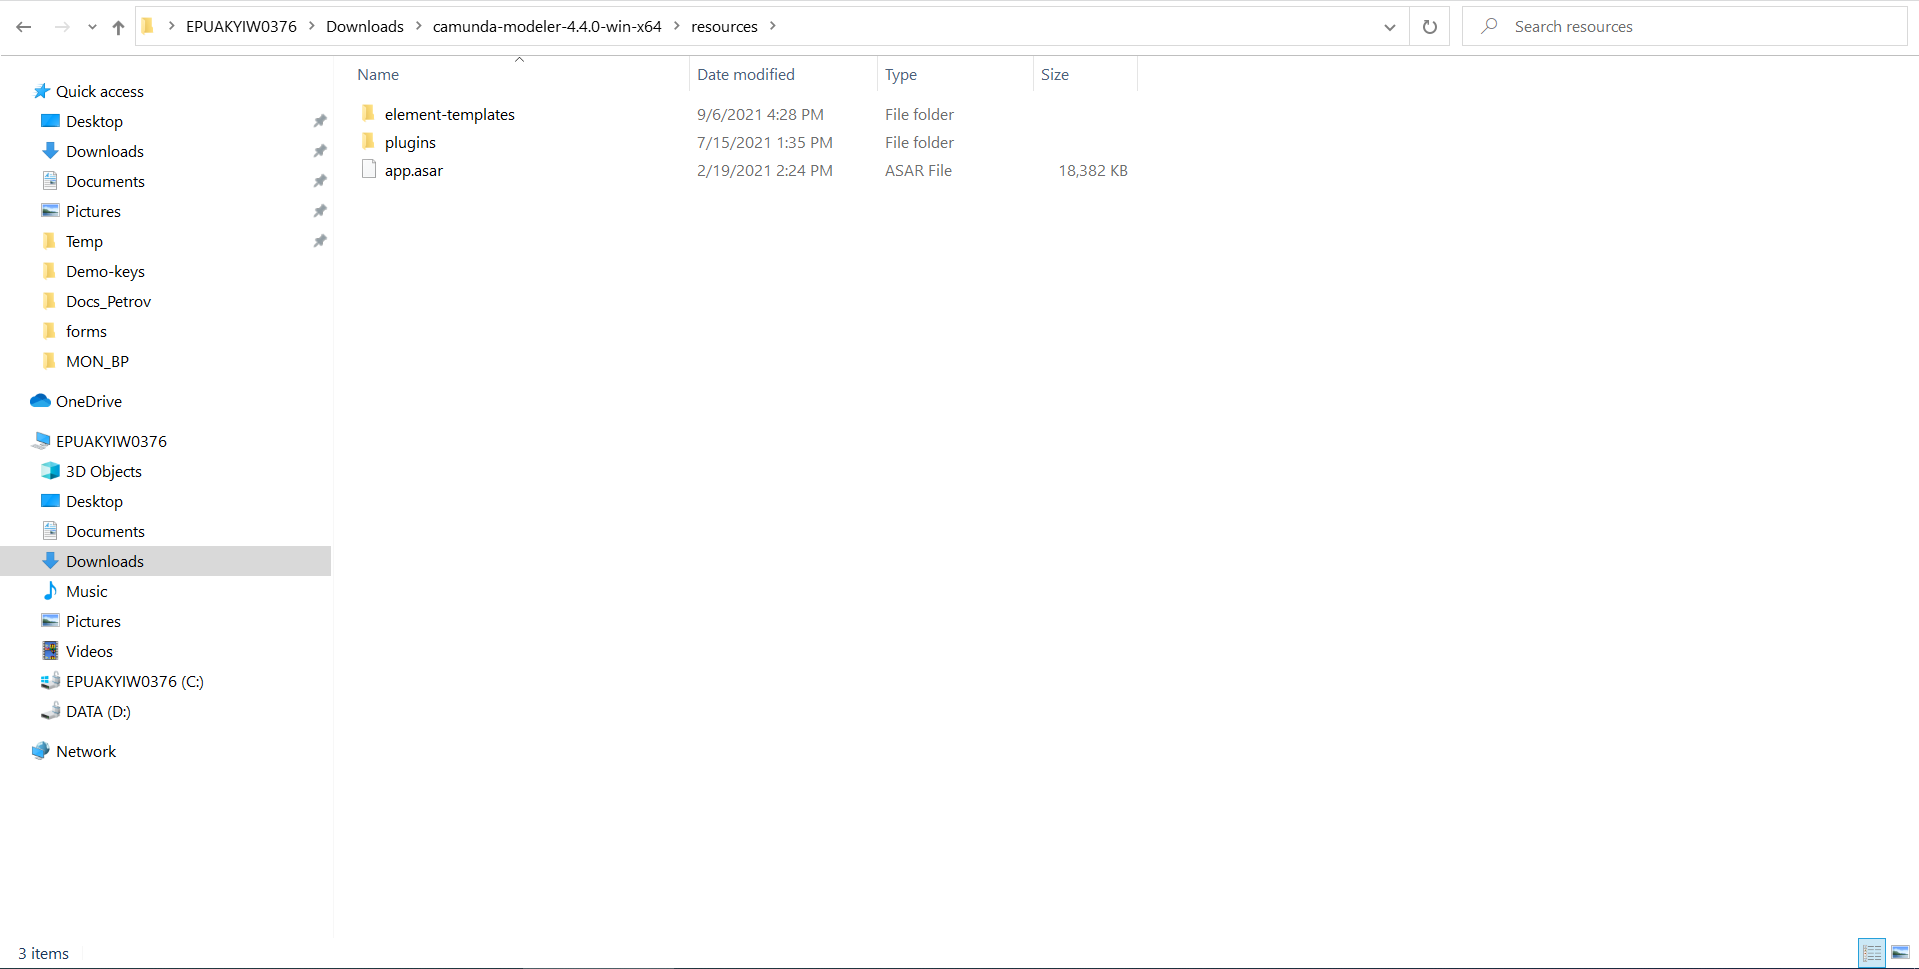 EPUAKYIW0376 Downloads camunda-modeler-4.4.0-win-x64 resources
Search resources
Name Date modified Type Size
element-templates 9/6/2021 4:28 PM File folder
plugins 7/15/2021 1:35 PM File folder
app.asar 2/19/2021 2:24 PM ASAR File 18,382 KB
Quick access
Desktop
Downloads
Documents
Pictures
Temp
Demo-keys
Docs_Petrov
forms
MON_BP
OneDrive
EPUAKYIW0376
3D Objects
Desktop
Documents
Downloads
Music
Pictures
Videos
EPUAKYIW0376 (C:)
DATA (D:)
Network
3 items